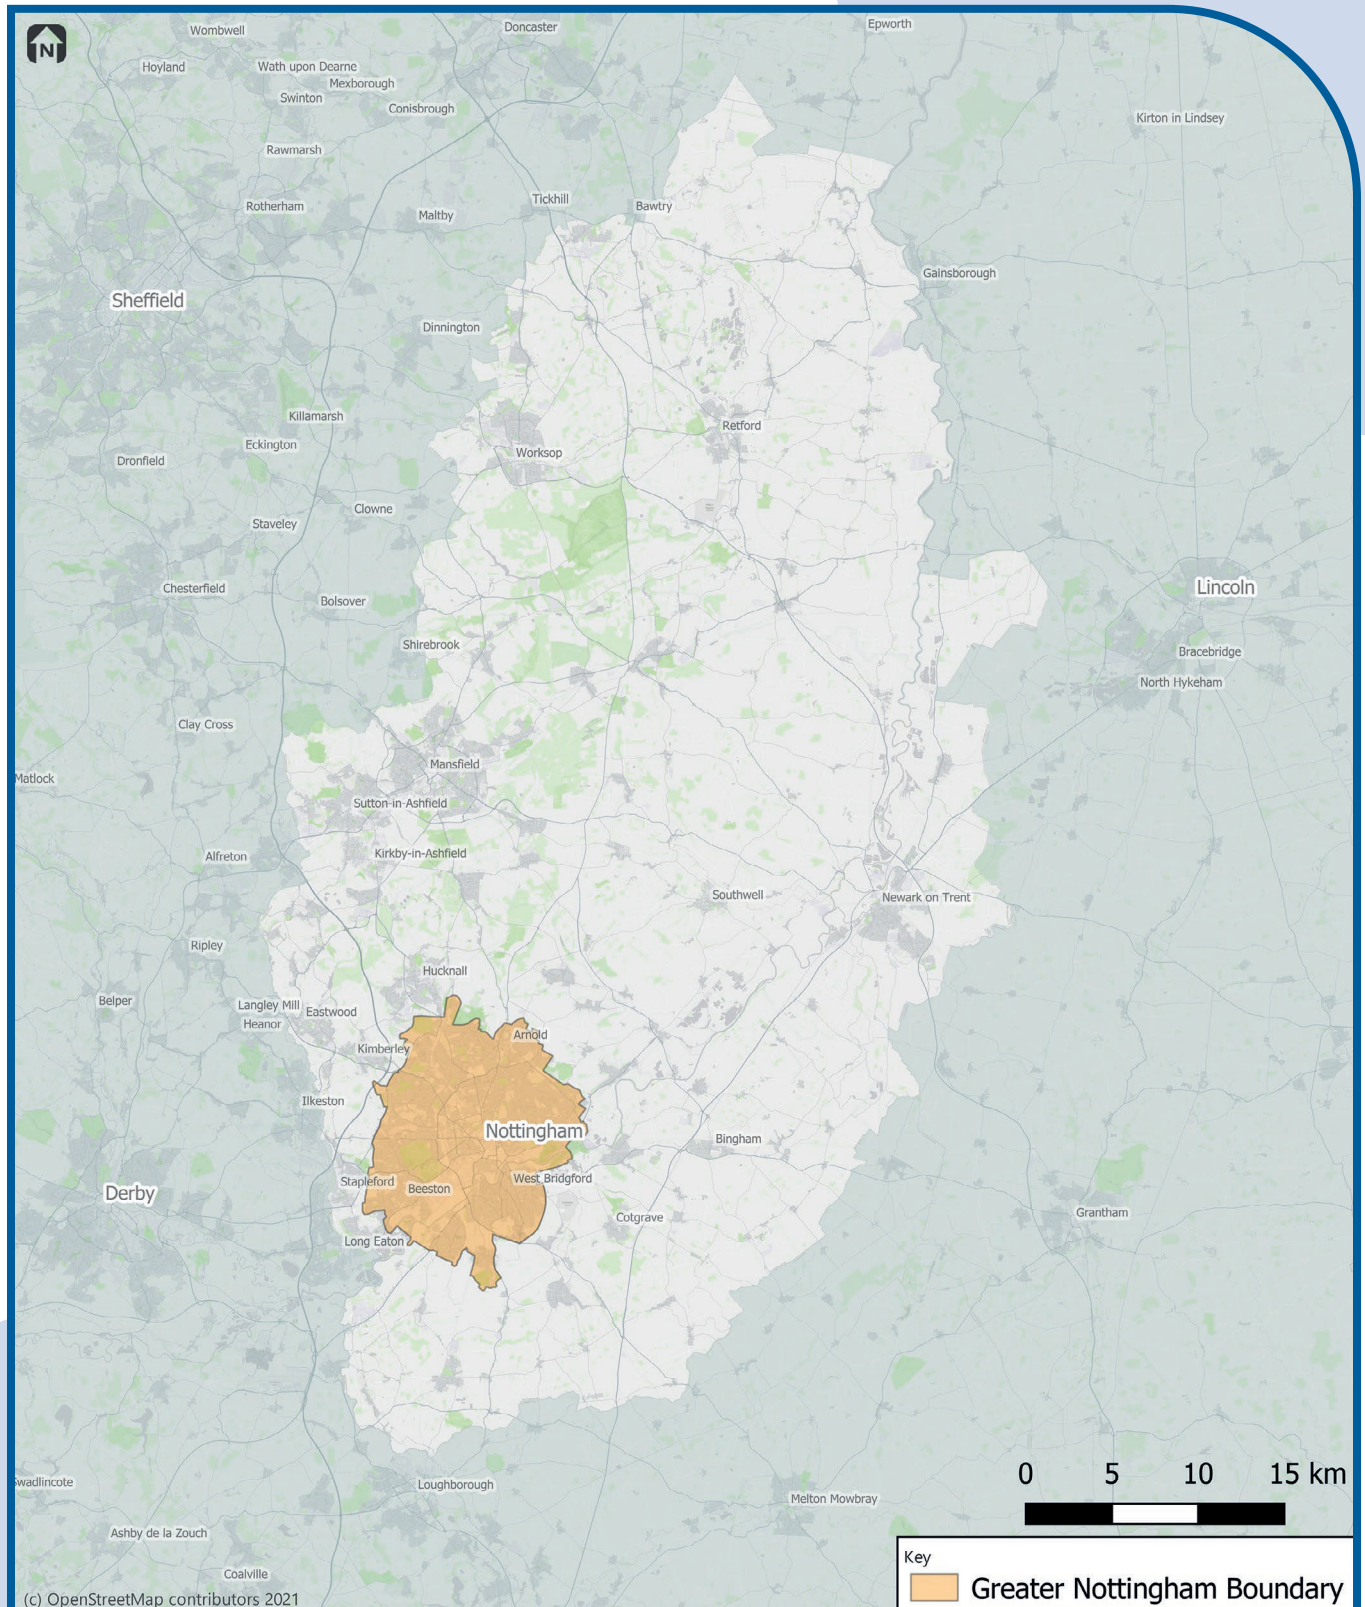 Epworth
Doncaster
Wombwell
N
Hoyland
Wath upon Dearne
Mexborough
Swinton
Conisbrough
Kirton in Lindsey
Rawmarsh
Tickhill
Bawtry
Rotherham
Maltby
Gainsborough
Sheffield
Dinnington
Killamarsh
Retford
Eckington
Worksop
Dronfield
Clowne
Staveley
Chesterfield
Lincoln
Bolsover
Shirebrook
Bracebridge
North Hykeham
Clay Cross
Mansfield
Matlock
Sutton-in-Ashfield
Kirkby-in-Ashfield
Alfreton
Southwell
Newark on Trent
Ripley
Hucknall
Belper
Langley Mill
Eastwood
Heanor
Arnold
Kimberley
Ilkeston
Nottingham
Bingham
Stapleford
West Bridgford
Beeston
Derby
Cotgrave
Grantham
Long Eaton
0 5 10 15 km
Swadlincote
Loughborough
Melton Mowbray
Ashby de la Zouch
Key
Coalville
Greater Nottingham Boundary
(c) OpenStreetMap contributors 2021